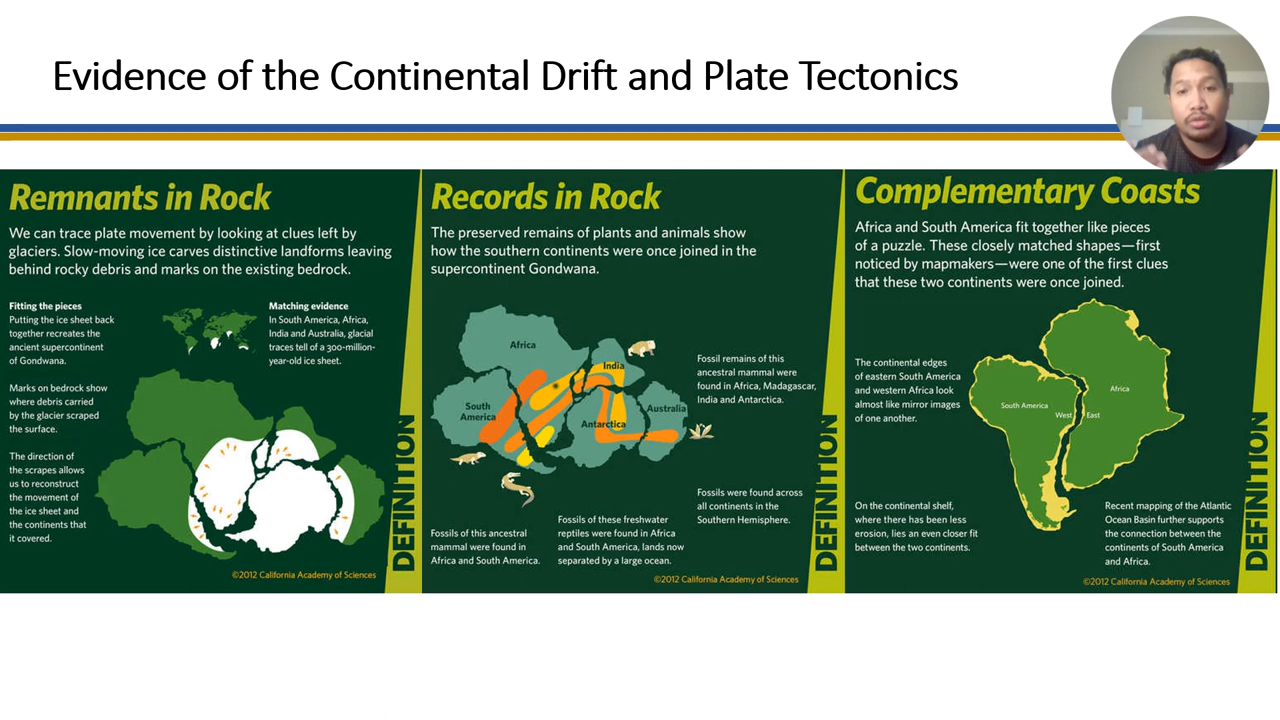 Evidence of the Continental Drift and Plate Tectonics
Remnants in Rock
We can trace plate movement by looking at clues left by
glaciers. Slow-moving ice carves distinctive landforms leaving
behind rocky debris and marks on the existing bedrock.
Fitting the pieces
Putting the ice sheet back
together recreates the
ancient supercontinent
of Gondwana.
Marks on bedrock show
where debris carried
by the glacier scraped
the surface.
The direction of
the scrapes allows
us to reconstruct
the movement of
the ice sheet and
the continents that
it covered.
Matching evidence
In South America, Africa,
India and Australia, glacial
traces tell of a 300-million-
year-old ice sheet.
©2012 California Academy of Sciences
DEFINITION
Records in Rock
The preserved remains of plants and animals show
how the southern continents were once joined in the
supercontinent Gondwana.
Africa
India
South
America
Australia
Antarctica
Fossil remains of this
ancestral mammal were
found in Africa, Madagascar,
India and Antarctica.
Fossils were found across
all continents in the
Southern Hemisphere.
Fossils of this ancestral
mammal were found in
Africa and South America.
Fossils of these freshwater
reptiles were found in Africa
and South America, lands now
separated by a large ocean.
©2012 California Academy of Sciences
DEFINITION
Complementary Coasts
Africa and South America fit together like pieces
of a puzzle. These closely matched shapes—first
noticed by mapmakers—were one of the first clues
that these two continents were once joined.
The continental edges
of eastern South America
and western Africa look
almost like mirror images
of one another.
South America
West
East
Africa
On the continental shelf,
where there has been less
erosion, lies an even closer fit
between the two continents.
Recent mapping of the Atlantic
Ocean Basin further supports
the connection between the
continents of South America
and Africa.
©2012 California Academy of Sciences
DEFINITION